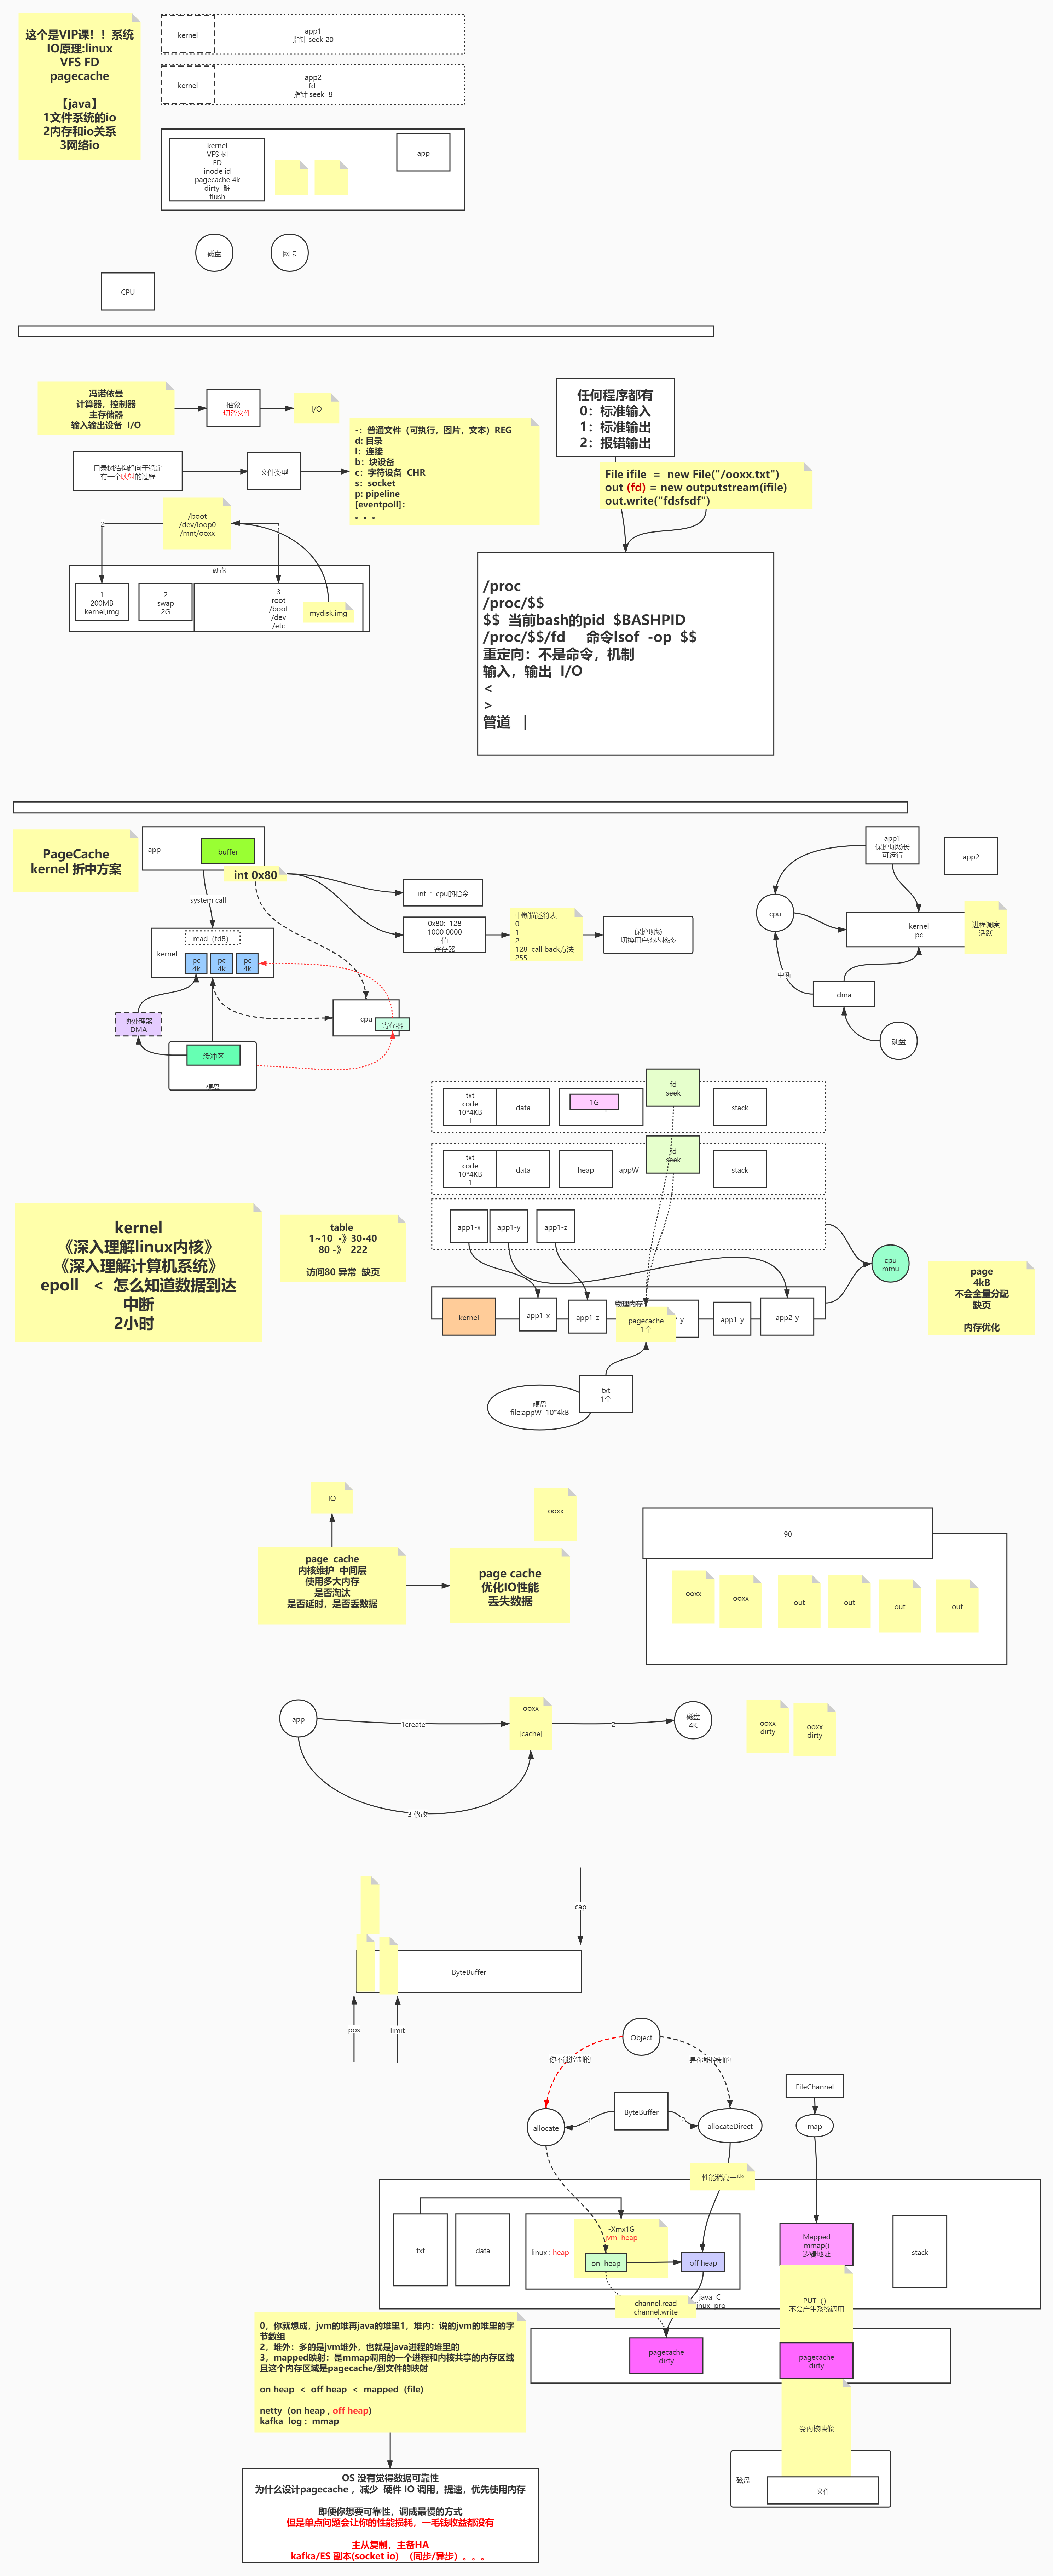 这个是VIP课！！系统
IO原理:linux
VFS FD
pagecache
【java】
1文件系统的io
2内存和io关系
3网络io
kernel
app1
指针 seek 20
kernel
app2
fd
指针 seek 8
kernel
VFS 树
FD
inode id
pagecache 4k
dirty 脏
flush
app
磁盘
网卡
CPU
冯诺依曼
计算器，控制器
主存储器
输入输出设备 I/O
抽象
一切皆文件
I/O
目录树结构趋向于稳定
有一个映射的过程
文件类型
-：普通文件（可执行，图片，文本）REG
d: 目录
l：连接
b：块设备
c：字符设备 CHR
s：socket
p: pipeline
[eventpoll]：
。。。
任何程序都有
0：标准输入
1：标准输出
2：报错输出
File ifile = new File("/ooxx.txt")
out (fd) = new outputstream(ifile)
out.write("fdsfsdf")
/boot
/dev/loop0
/mnt/ooxx
2
硬盘
1
200MB
kernel,img
2
swap
2G
3
root
/boot
/dev
/etc
mydisk.img
/proc
/proc/$$
$$ 当前bash的pid $BASHPID
/proc/$$/fd 命令lsof -op $$
重定向：不是命令，机制
输入，输出 I/O
<
>
管道 |
PageCache
kernel 折中方案
app
buffer
int 0x80
system call
int ：cpu的指令
0x80: 128
1000 0000
值
寄存器
中断描述符表
0
1
2
128 call back方法
255
保护现场
切换用户态内核态
read（fd8）
kernel
pc
4k
pc
4k
pc
4k
协处理器
DMA
cpu
寄存器
缓冲区
硬盘
app1
保护现场长
可运行
app2
cpu
kernel
pc
进程调度
活跃
中断
dma
硬盘
txt
code
10*4KB
1
data
1G
fd
seek
stack
txt
code
10*4KB
1
data
heap
appW
fd
seek
stack
app1-x
app1-y
app1-z
cpu
mmu
kernel
《深入理解linux内核》
《深入理解计算机系统》
epoll < 怎么知道数据到达
中断
2小时
table
1~10 -》30-40
80 -》 222
访问80 异常 缺页
page
4kB
不会全量分配
缺页
内存优化
物理内存
kernel
app1-x
app1-z
pagecache
1个
app1-y
app2-y
txt
1个
硬盘
file:appW 10*4kB
IO
page cache
内核维护 中间层
使用多大内存
是否淘汰
是否延时，是否丢数据
page cache
优化IO性能
丢失数据
ooxx
90
ooxx
ooxx
out
out
out
out
app
1create
ooxx
[cache]
2
磁盘
4K
ooxx
dirty
ooxx
dirty
3 修改
cap
ByteBuffer
pos
limit
Object
你不能控制的
是你能控制的
FileChannel
allocate
1
ByteBuffer
2
allocateDirect
map
性能稍高一些
txt
data
linux : heap
-Xmx1G
jvm heap
on heap
off heap
Mapped
mmap()
逻辑地址
stack
java C
channel.read
channel.write
PUT（）
不会产生系统调用
pagecache
dirty
pagecache
dirty
0，你就想成，jvm的堆再java的堆里1，堆内：说的jvm的堆里的字
节数组
2，堆外：多的是jvm堆外，也就是java进程的堆里的
3，mapped映射：是mmap调用的一个进程和内核共享的内存区域
且这个内存区域是pagecache/到文件的映射
on heap < off heap < mapped（file）
netty（on heap , off heap）
kafka log： mmap
受内核映像
磁盘
文件
OS 没有觉得数据可靠性
为什么设计pagecache ，减少 硬件 IO 调用，提速，优先使用内存
即便你想要可靠性，调成最慢的方式
但是单点问题会让你的性能损耗，一毛钱收益都没有
主从复制，主备HA
kafka/ES 副本(socket io) （同步/异步）。。。